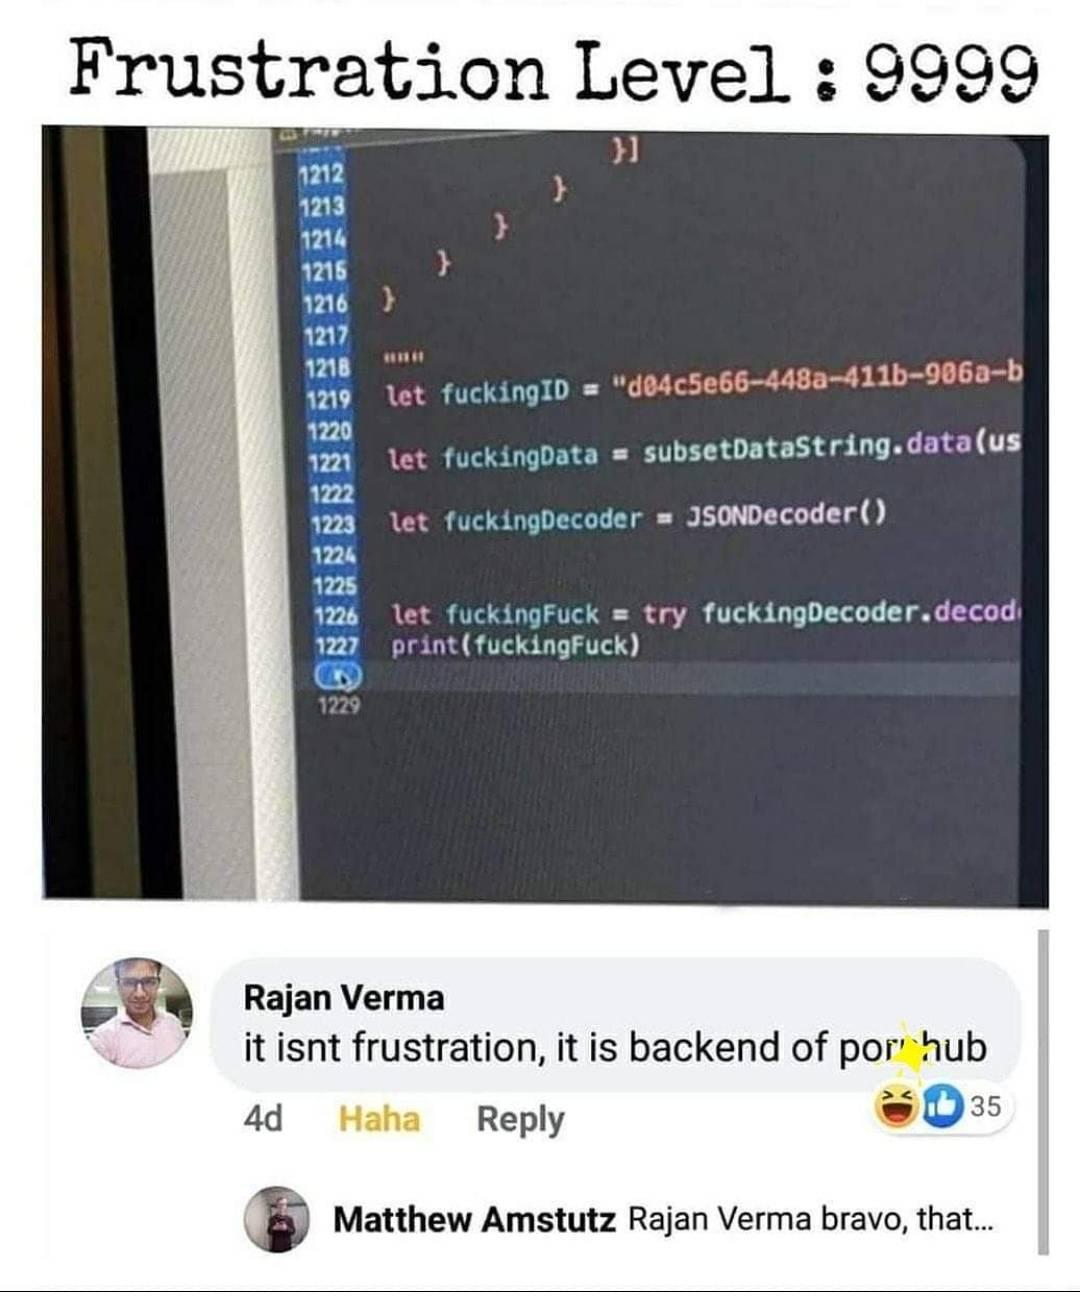 Frustration Level : 9999
1212 }]
1213 }
1214 }
1215 }
1216 }
1217
1218 """
1219 let fuckingID = "d04c5e66-448a-411b-906a-b
1220
1221 let fuckingData = subsetDataString.data(us
1222
1223 let fuckingDecoder = JSONDecoder()
1224
1225
1226 let fuckingFuck = try fuckingDecoder.decod
1227 print(fuckingFuck)
1229
Rajan Verma
it isnt frustration, it is backend of por hub
4d Haha Reply 35
Matthew Amstutz Rajan Verma bravo, that...